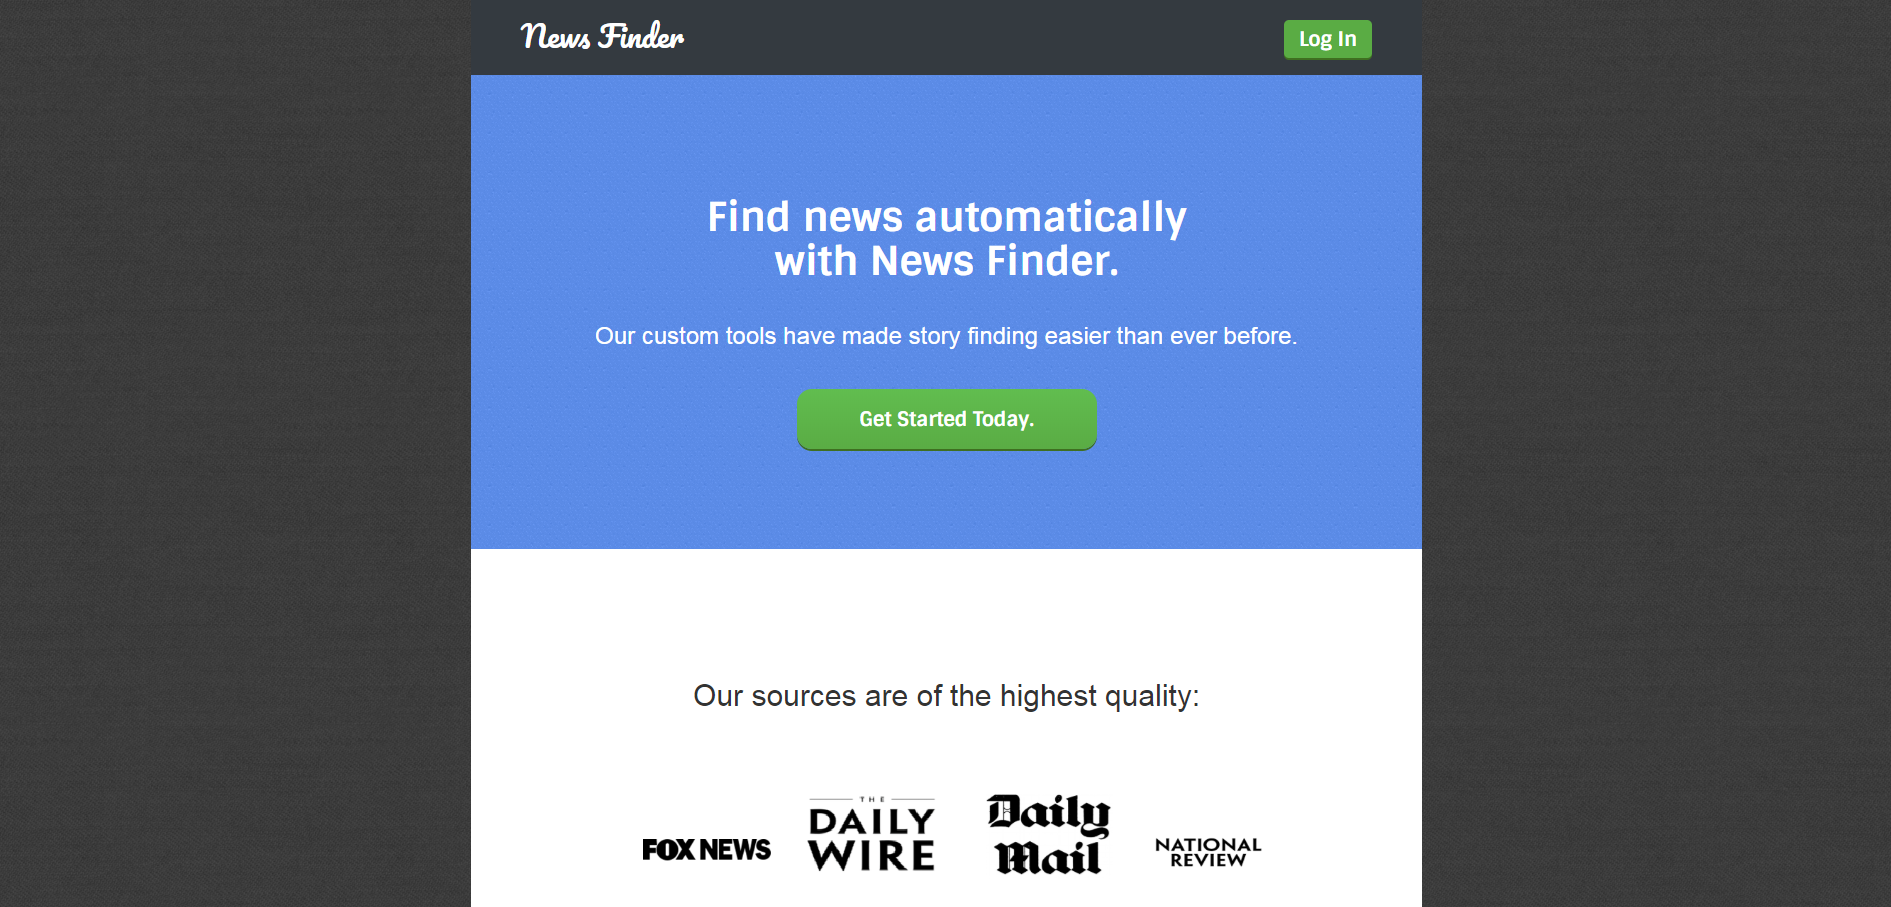 News Finder
Log In
Find news automatically
with News Finder.
Our custom tools have made story finding easier than ever before.
Get Started Today.
Our sources are of the highest quality:
FOX NEWS
THE
DAILY
WIRE
Daily
Mail
NATIONAL
REVIEW